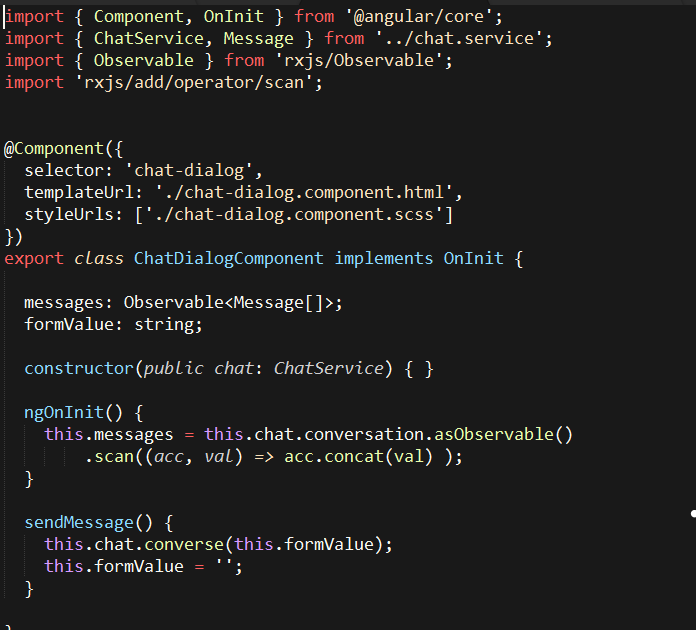 import { Component, OnInit } from '@angular/core';
import { ChatService, Message } from '../chat.service';
import { Observable } from 'rxjs/Observable';
import 'rxjs/add/operator/scan';
@Component({
selector: 'chat-dialog',
templateUrl: './chat-dialog.component.html',
styleUrls: ['./chat-dialog.component.scss']
})
export class ChatDialogComponent implements OnInit {
messages: Observable<Message[]>;
formValue: string;
constructor(public chat: ChatService) { }
ngOnInit() {
this.messages = this.chat.conversation.asObservable()
.scan((acc, val) => acc.concat(val) );
}
sendMessage() {
this.chat.converse(this.formValue);
this.formValue = '';
}
}